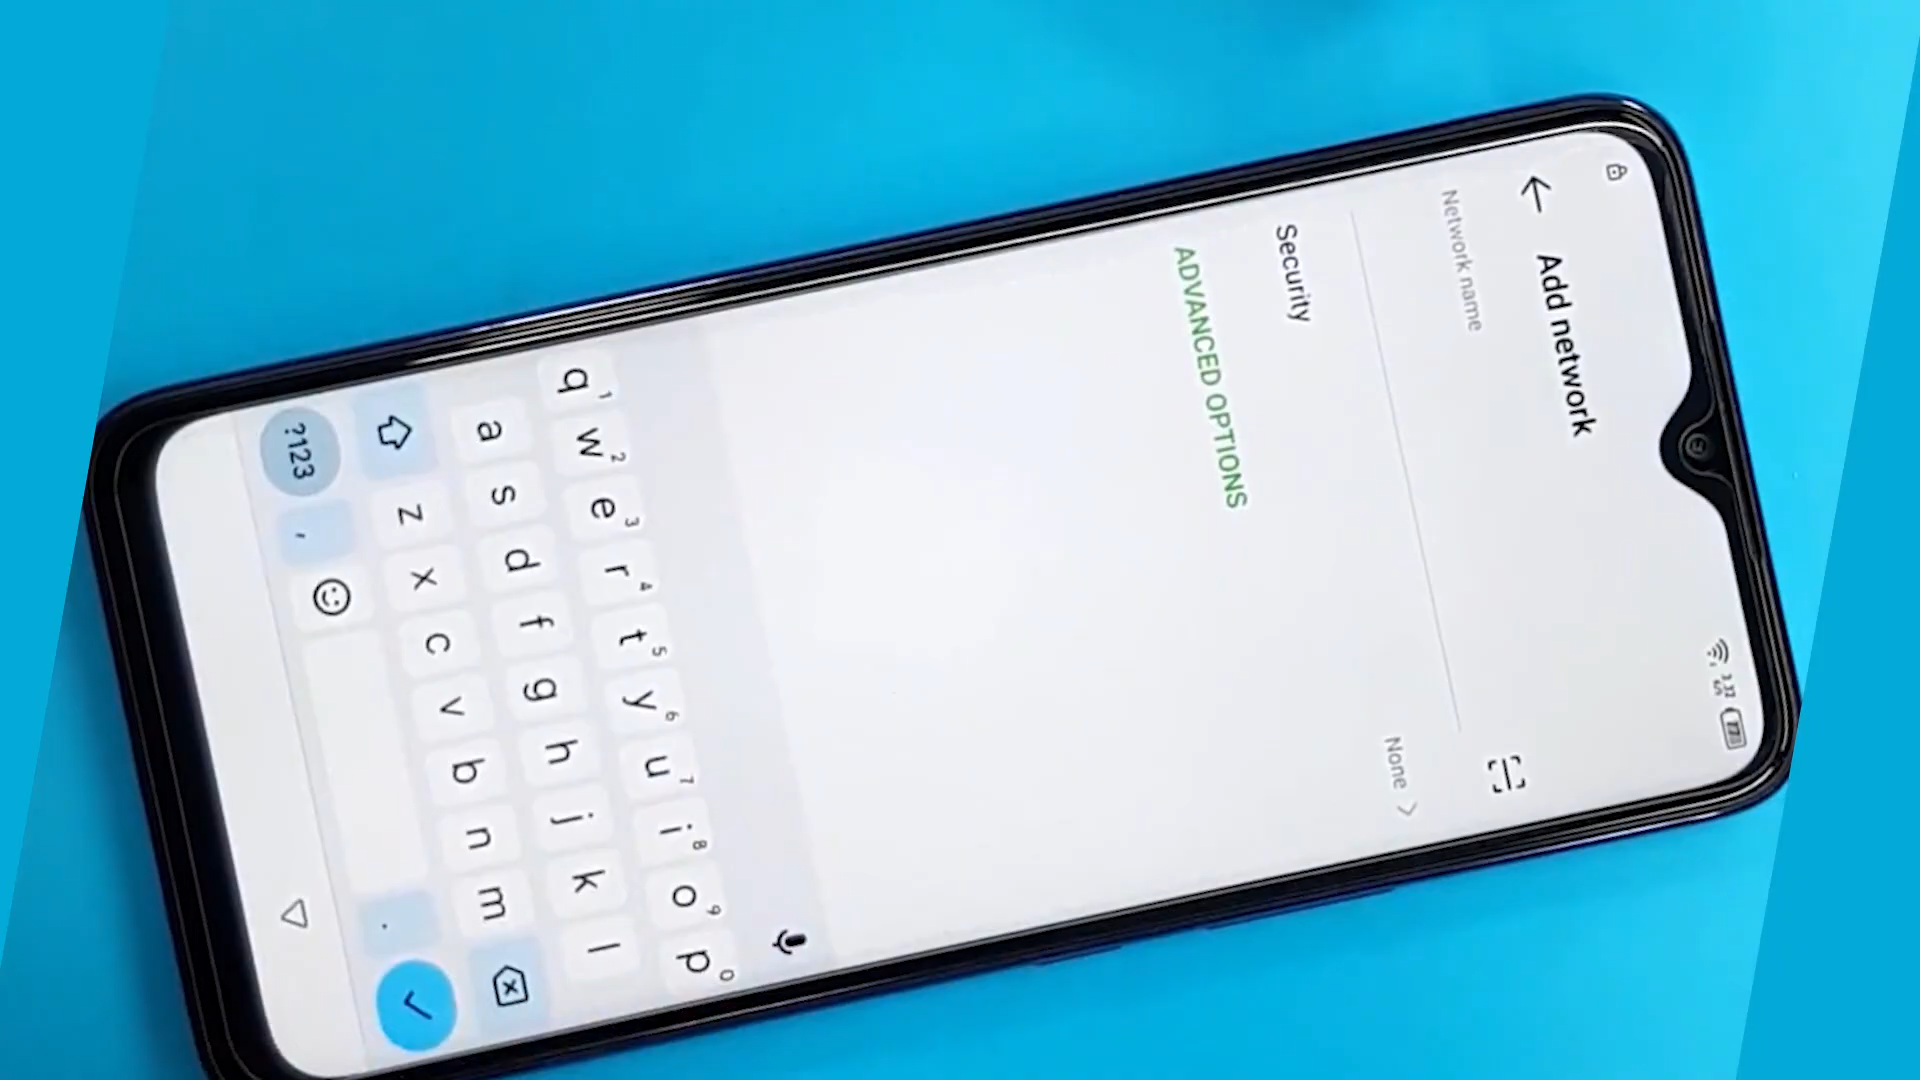 Add network
Network name
Security
None
ADVANCED OPTIONS
q1 w2 e3 r4 t5 y6 u7 i8 o9 p0
a s d f g h j k l
z x c v b n m
?123 , .